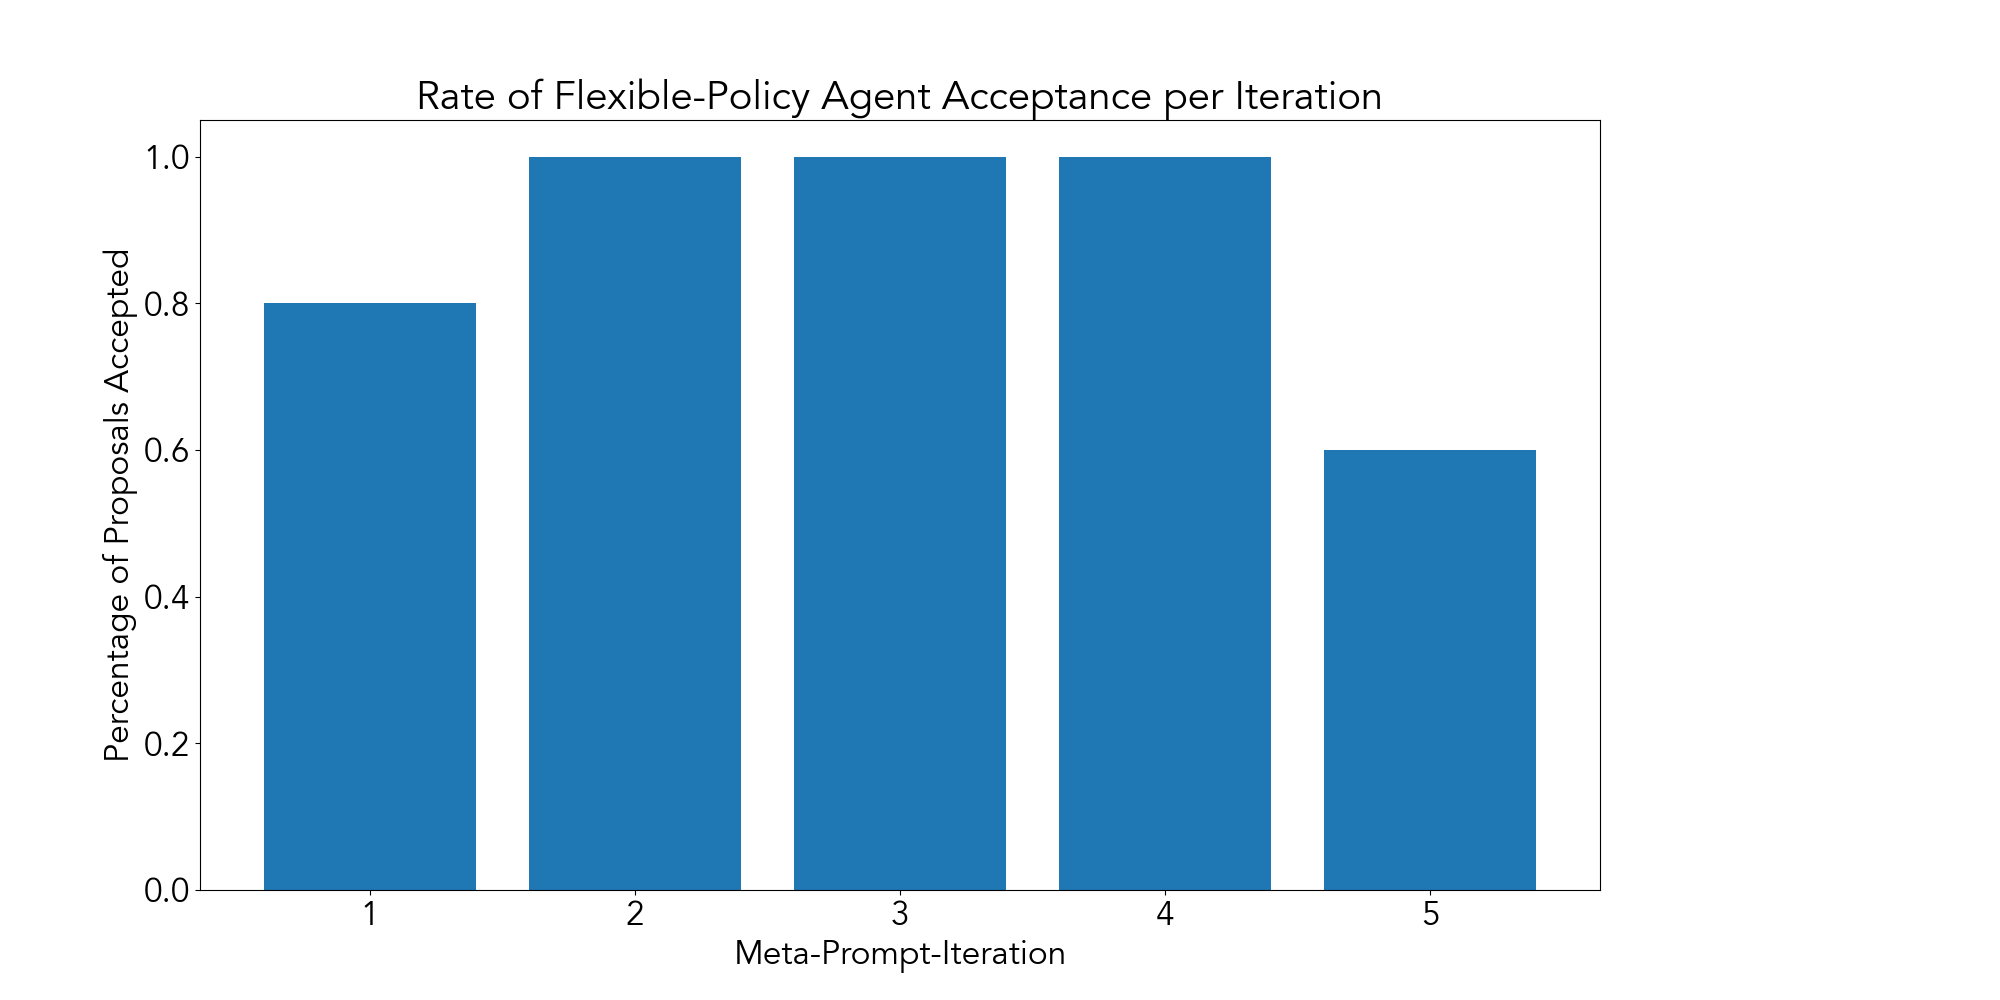 Rate of Flexible-Policy Agent Acceptance per Iteration
Percentage of Proposals Accepted
1.0
0.8
0.6
0.4
0.2
0.0
1 2 3 4 5
Meta-Prompt-Iteration